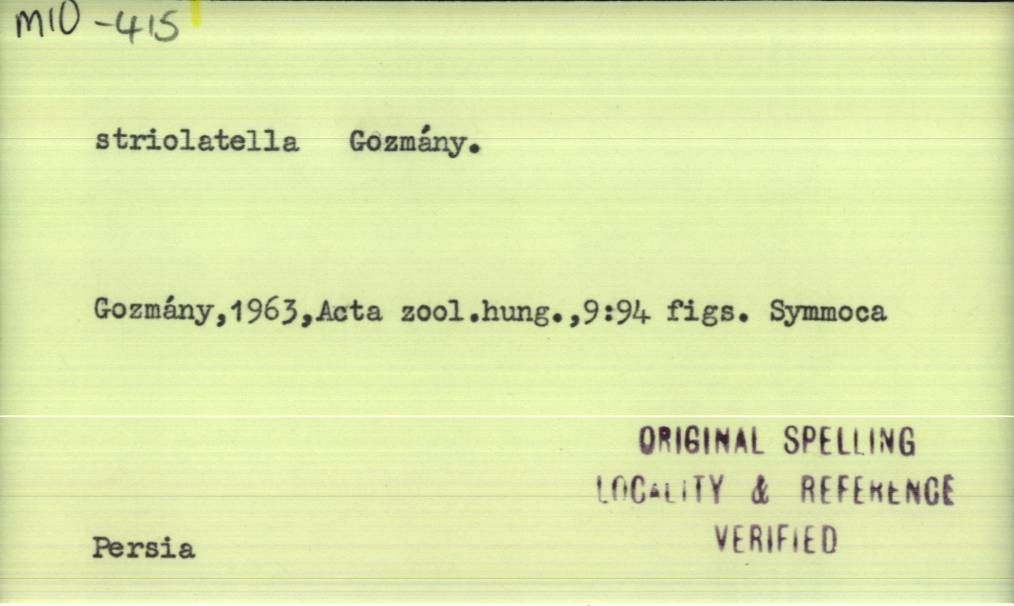 M10-415
striolatella Gozmány.
Gozmány,1963,Acta zool.hung.,9:94 figs. Symmoca
ORIGINAL SPELLING
LOCALITY & REFERENCE
VERIFIED
Persia